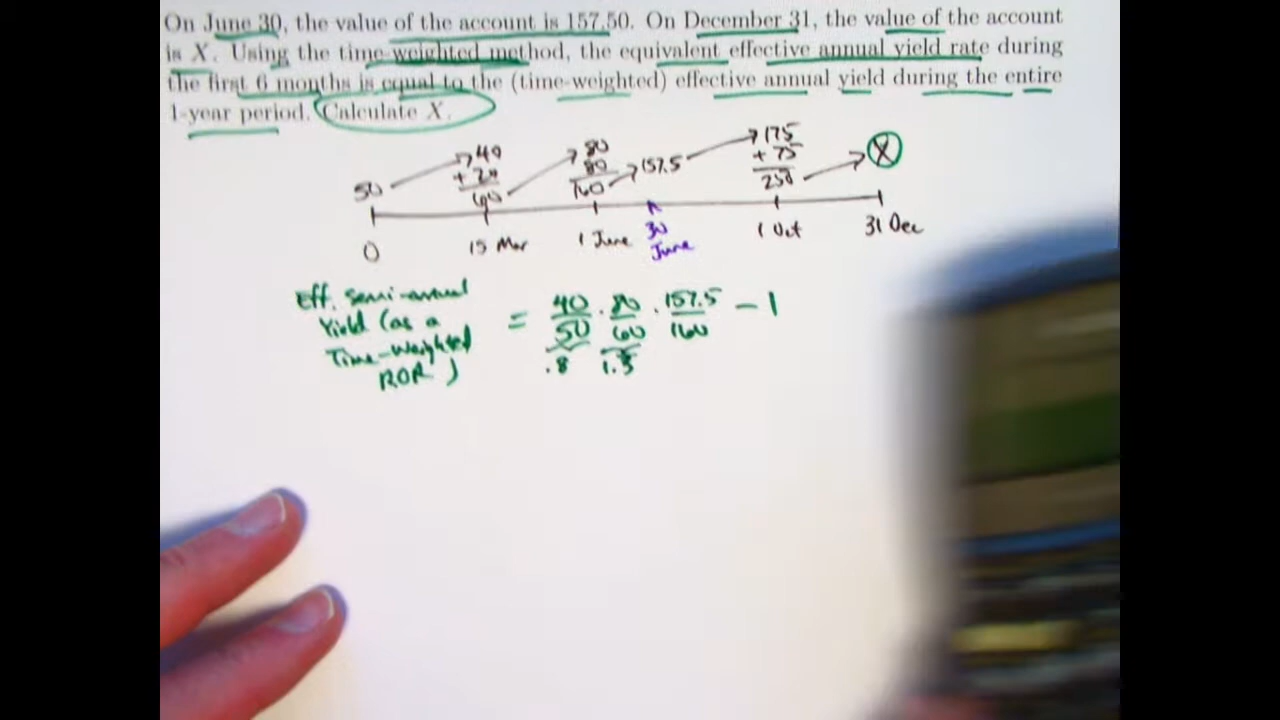 On June 30, the value of the account is 157.50. On December 31, the value of the account
is X. Using the time-weighted method, the equivalent effective annual yield rate during
the first 6 months is equal to the (time-weighted) effective annual yield during the entire
1-year period. Calculate X.
50
40
+ 20
60
80
80
160
157.5
175
+ 75
250
X
0
15 Mar
1 June
30 June
1 Oct
31 Dec
Eff. semi-annual
Yield (as a
Time-Weighted
ROR)
= 40/50 · 80/60 · 157.5/160 - 1
.8 1.3